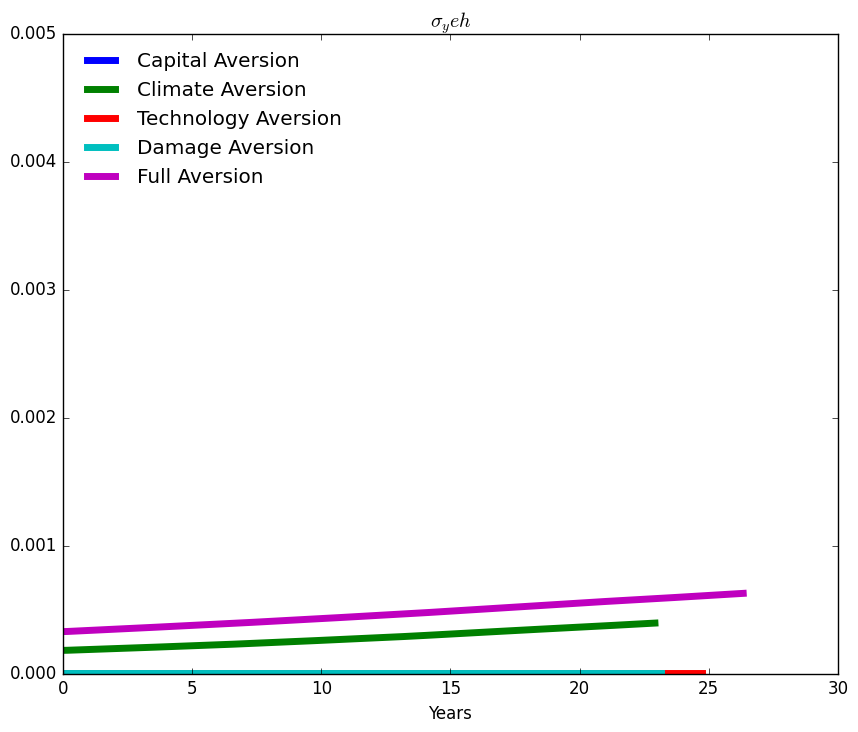 σ_y eh
0.005
0.004
0.003
0.002
0.001
0.000
Capital Aversion
Climate Aversion
Technology Aversion
Damage Aversion
Full Aversion
0 5 10 15 20 25 30
Years